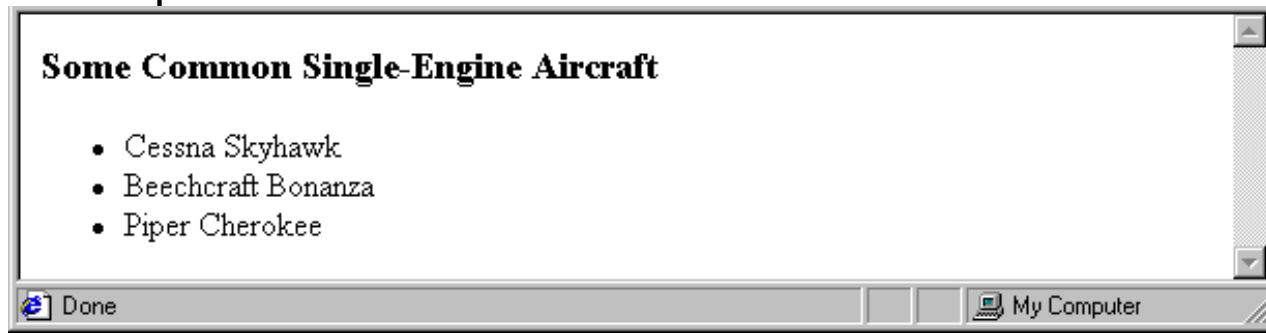 Some Common Single-Engine Aircraft
• Cessna Skyhawk
• Beechcraft Bonanza
• Piper Cherokee
Done My Computer